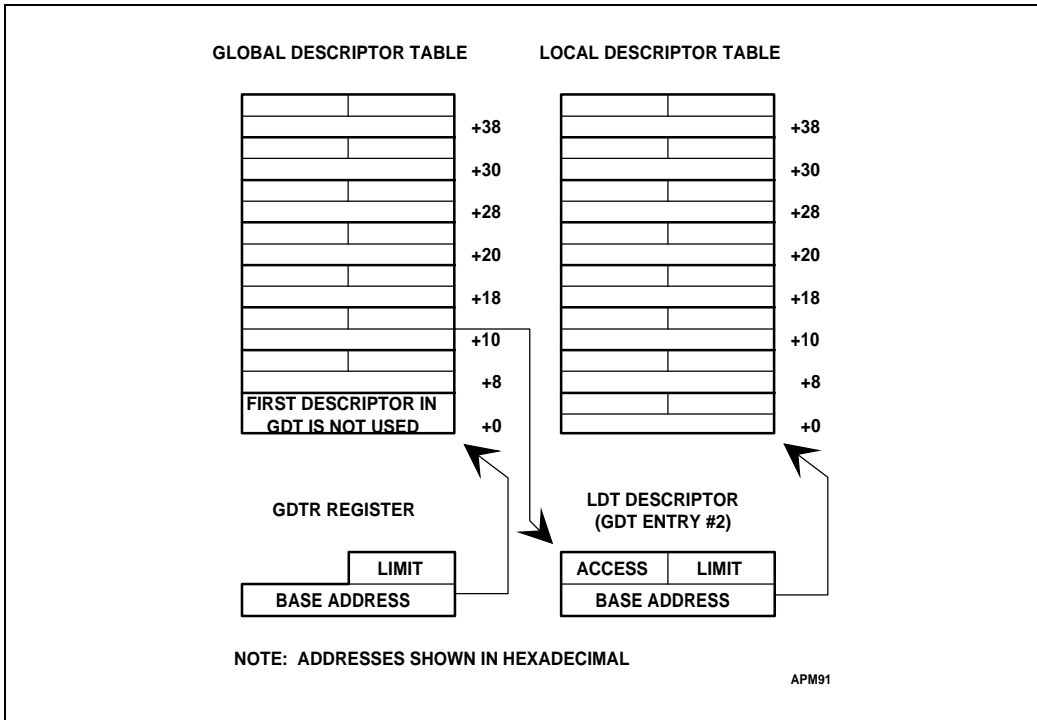 GLOBAL DESCRIPTOR TABLE
LOCAL DESCRIPTOR TABLE
+38
+38
+30
+30
+28
+28
+20
+20
+18
+18
+10
+10
+8
+8
FIRST DESCRIPTOR IN
GDT IS NOT USED
+0
+0
GDTR REGISTER
LDT DESCRIPTOR
(GDT ENTRY #2)
LIMIT
BASE ADDRESS
ACCESS
LIMIT
BASE ADDRESS
NOTE: ADDRESSES SHOWN IN HEXADECIMAL
APM91